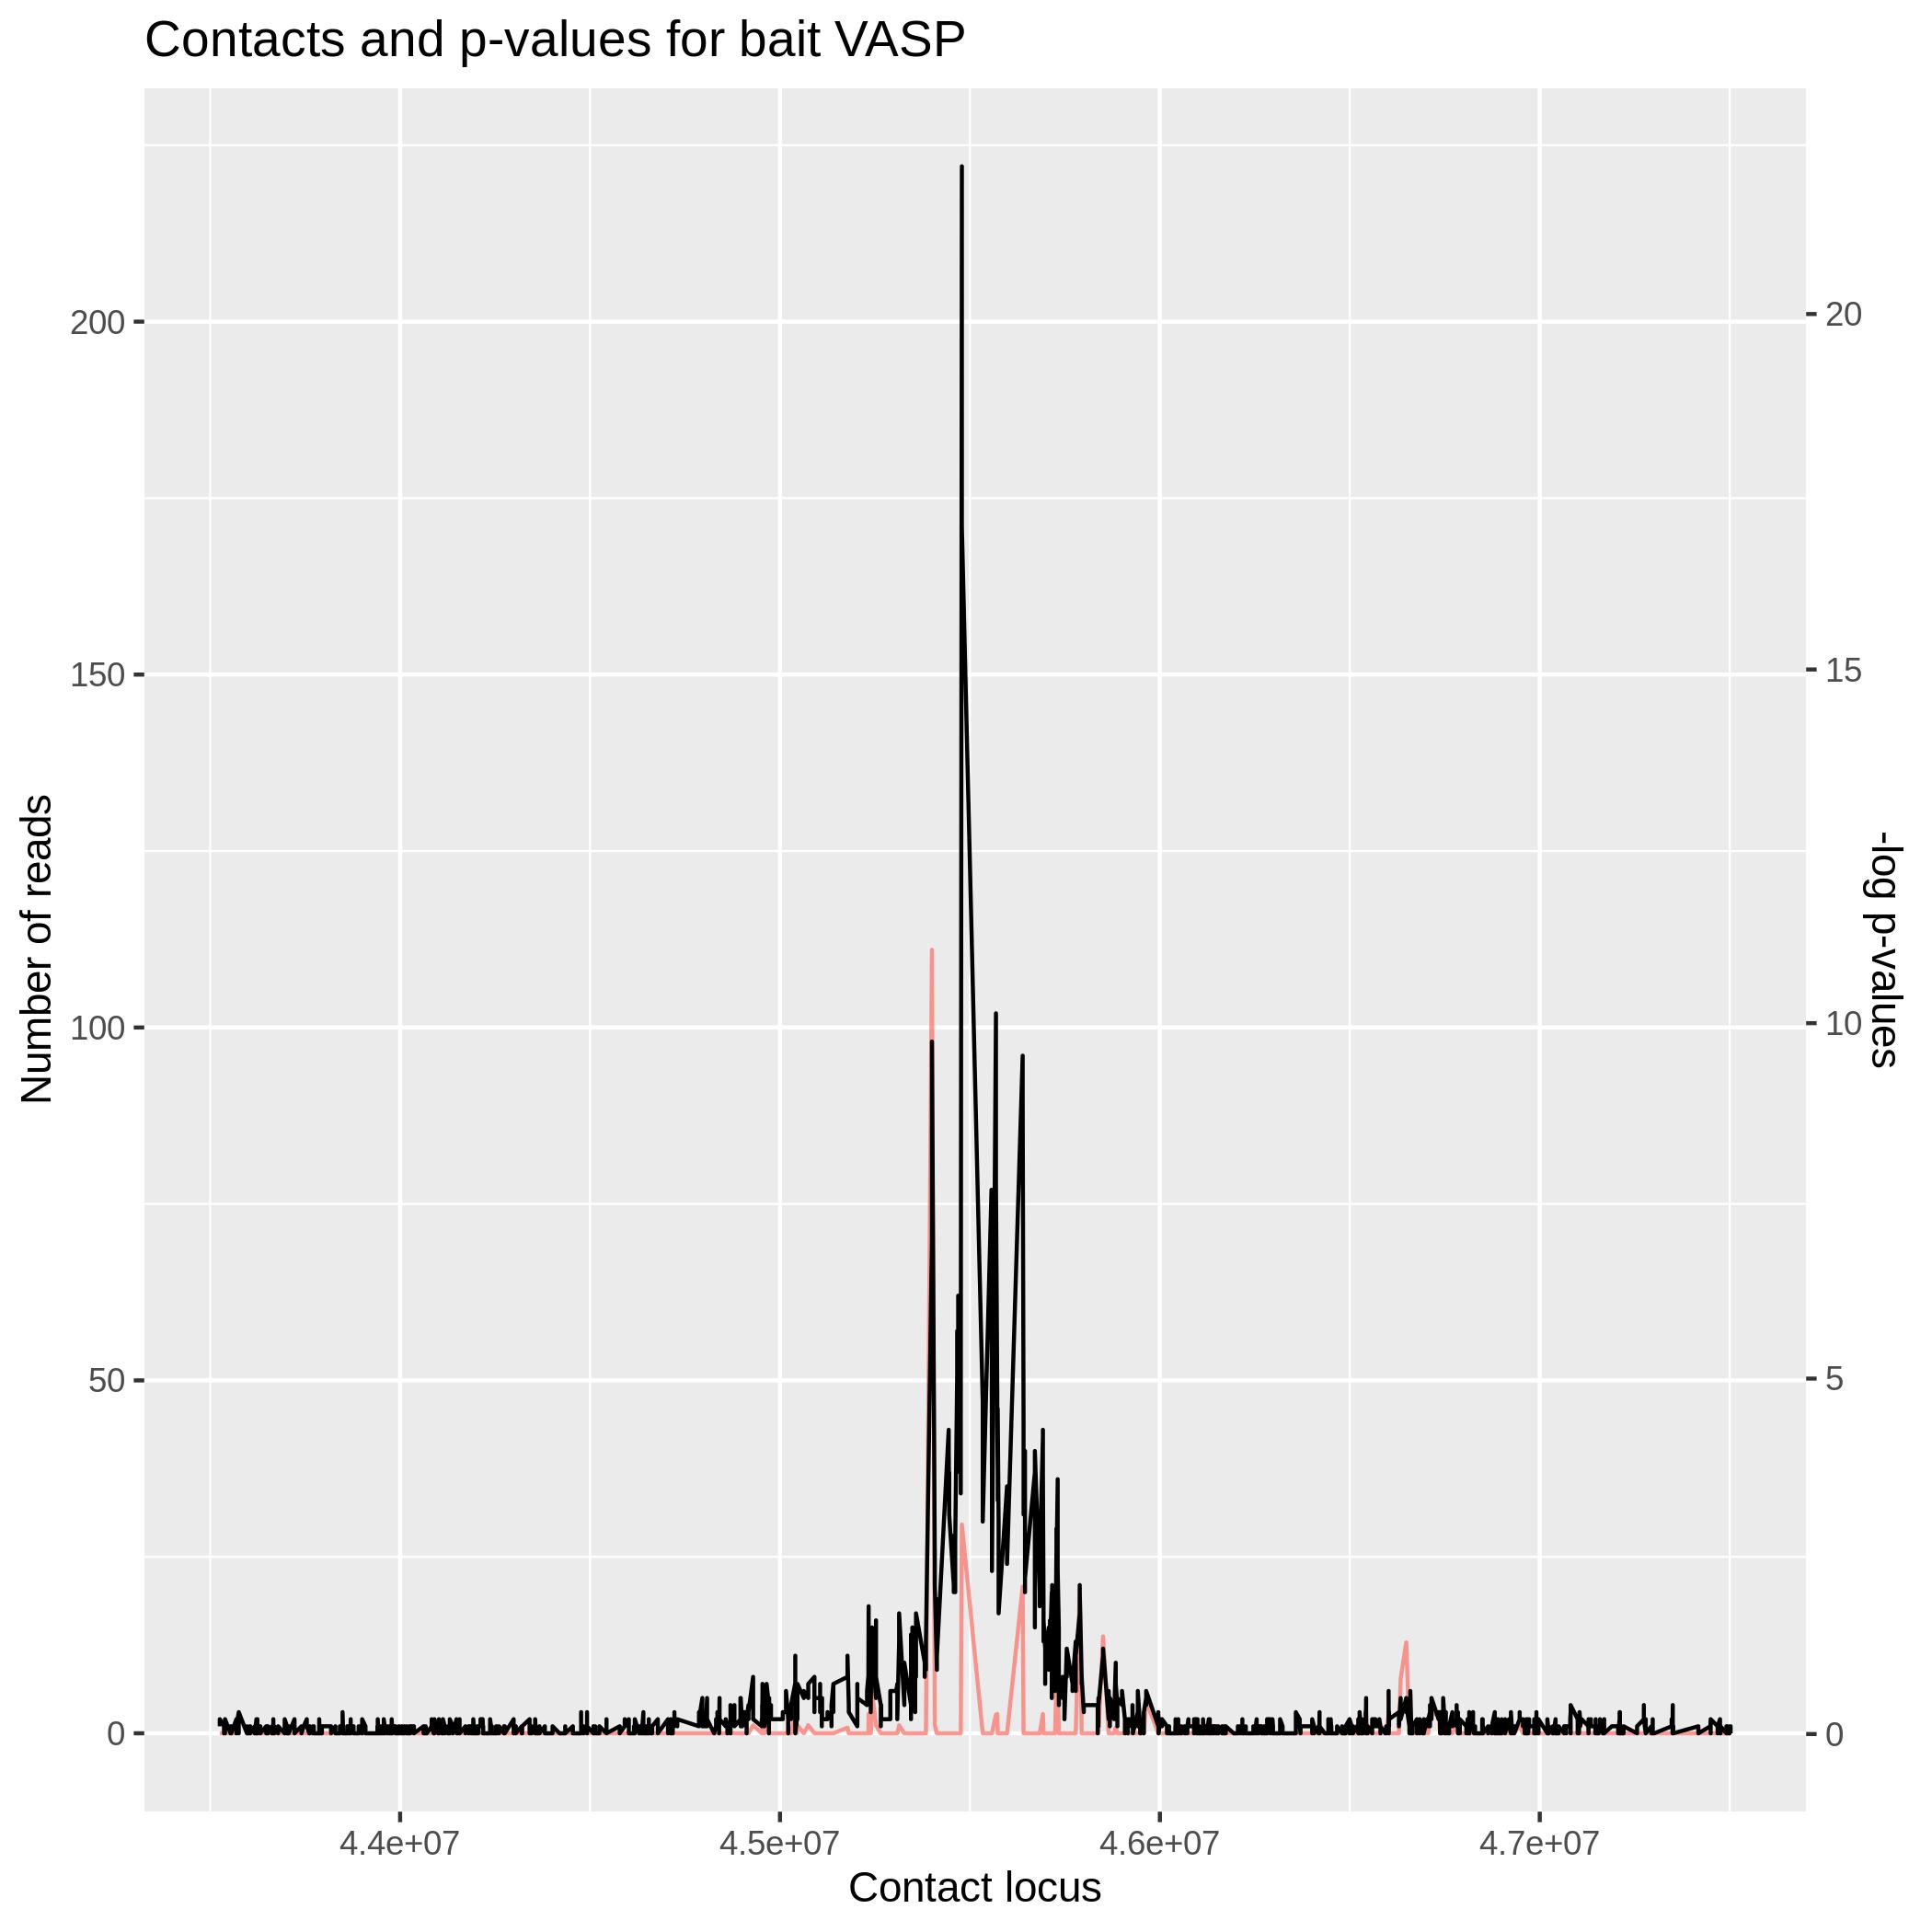 Contacts and p-values for bait VASP
Number of reads
200
150
100
50
0
20
15
10
5
0
-log p-values
4.4e+07 4.5e+07 4.6e+07 4.7e+07
Contact locus